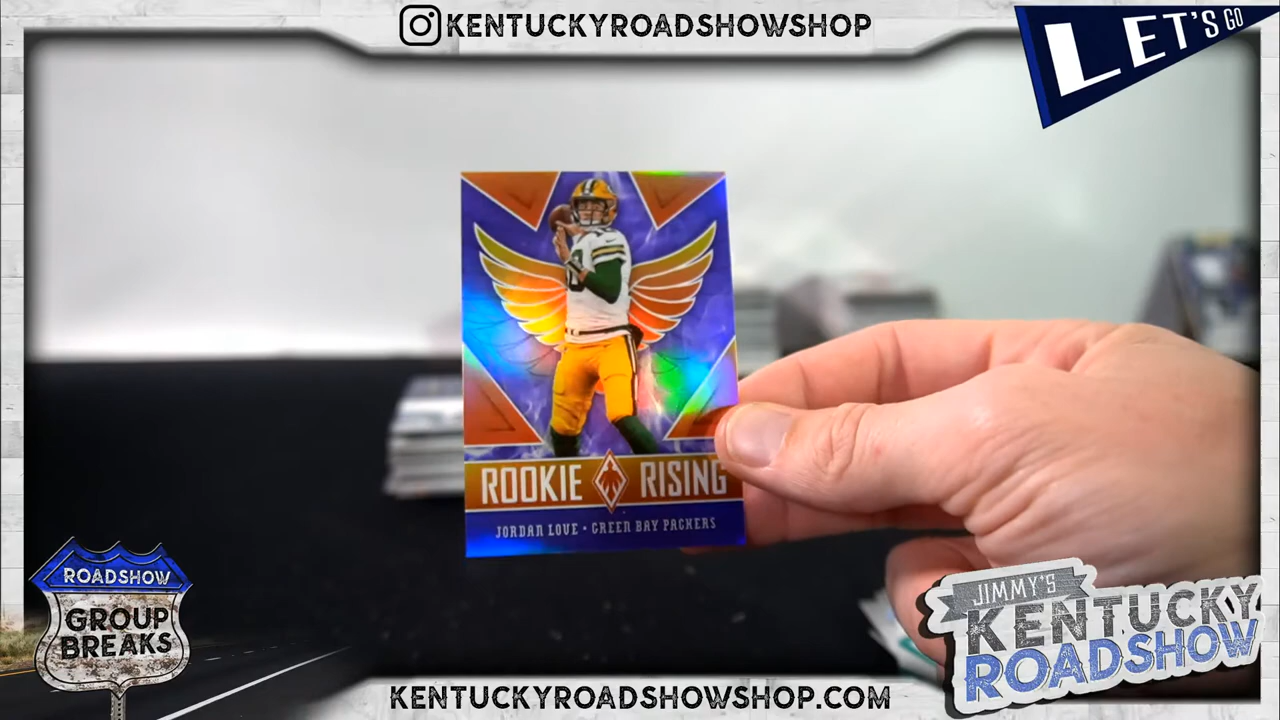 KENTUCKYROADSHOWSHOP
LET'S GO
ROOKIE RISING
JORDAN LOVE • GREEN BAY PACKERS
ROADSHOW
GROUP
BREAKS
JIMMY'S
KENTUCKY
ROADSHOW
KENTUCKYROADSHOWSHOP.COM